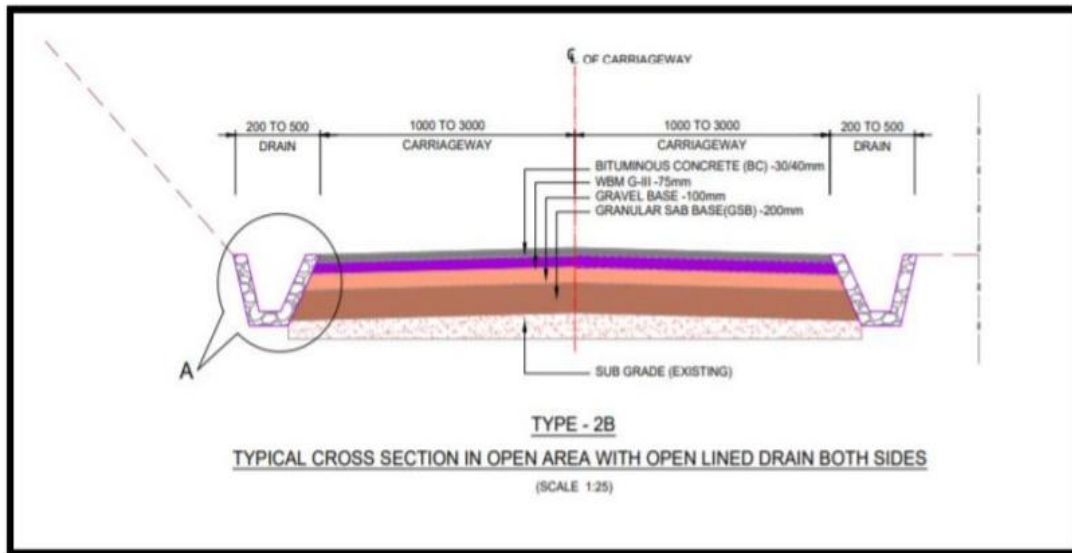 ℄ OF CARRIAGEWAY
200 TO 500
DRAIN
1000 TO 3000
CARRIAGEWAY
1000 TO 3000
CARRIAGEWAY
200 TO 500
DRAIN
BITUMINOUS CONCRETE (BC) -30/40mm
WBM G-III -75mm
GRAVEL BASE -100mm
GRANULAR SAB BASE(GSB) -200mm
A
SUB GRADE (EXISTING)
TYPE - 2B
TYPICAL CROSS SECTION IN OPEN AREA WITH OPEN LINED DRAIN BOTH SIDES
(SCALE 1:25)